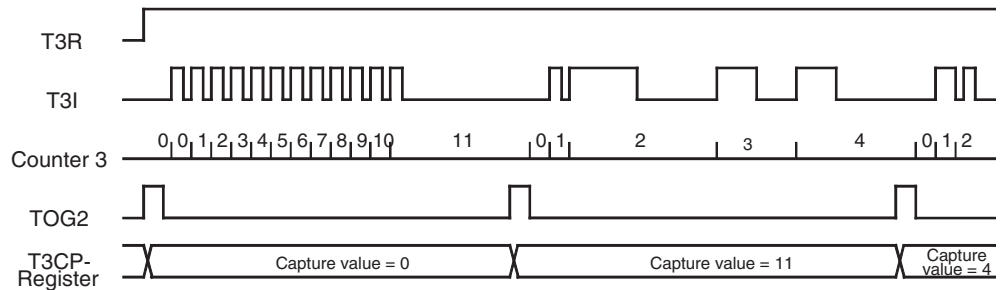 T3R
T3I
Counter 3
0 0 1 2 3 4 5 6 7 8 9 10 11 0 1 2 3 4 0 1 2
TOG2
T3CP-
Register
Capture value = 0
Capture value = 11
Capture
value = 4